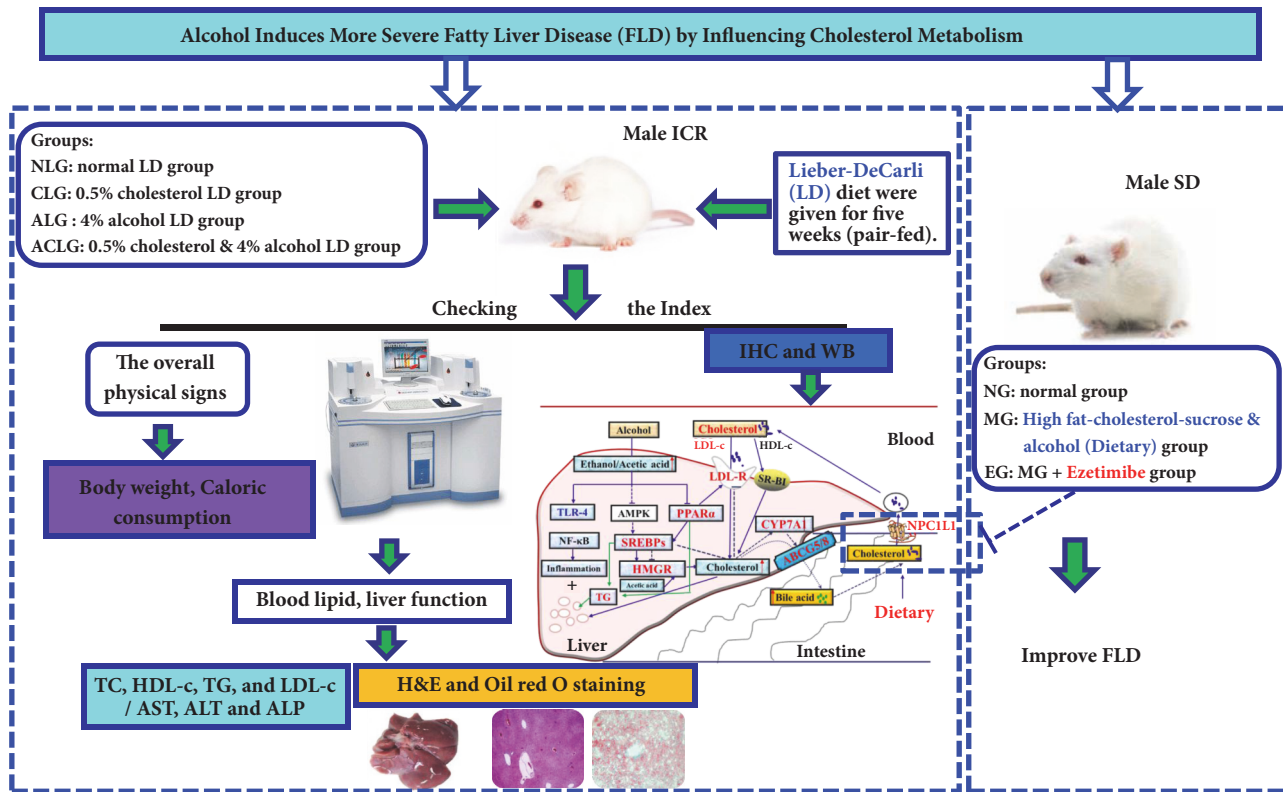 Alcohol Induces More Severe Fatty Liver Disease (FLD) by Influencing Cholesterol Metabolism
Groups:
NLG: normal LD group
CLG: 0.5% cholesterol LD group
ALG : 4% alcohol LD group
ACLG: 0.5% cholesterol & 4% alcohol LD group
Male ICR
Lieber-DeCarli
(LD) diet were
given for five
weeks (pair-fed).
Checking the Index
The overall
physical signs
Body weight, Caloric
consumption
Blood lipid, liver function
TC, HDL-c, TG, and LDL-c
/ AST, ALT and ALP
H&E and Oil red O staining
IHC and WB
Blood
Alcohol
Cholesterol
LDL-c
HDL-c
Ethanol/Acetic acid
LDL-R
SR-BI
TLR-4
AMPK
PPARα
CYP7A1
NPC1L1
NF-κB
SREBPs
ABCG5/8
Cholesterol
Inflammation
HMGR
Cholesterol
+
Acetic acid
TG
Bile acid
Dietary
Liver
Intestine
Male SD
Groups:
NG: normal group
MG: High fat-cholesterol-sucrose &
alcohol (Dietary) group
EG: MG + Ezetimibe group
Improve FLD